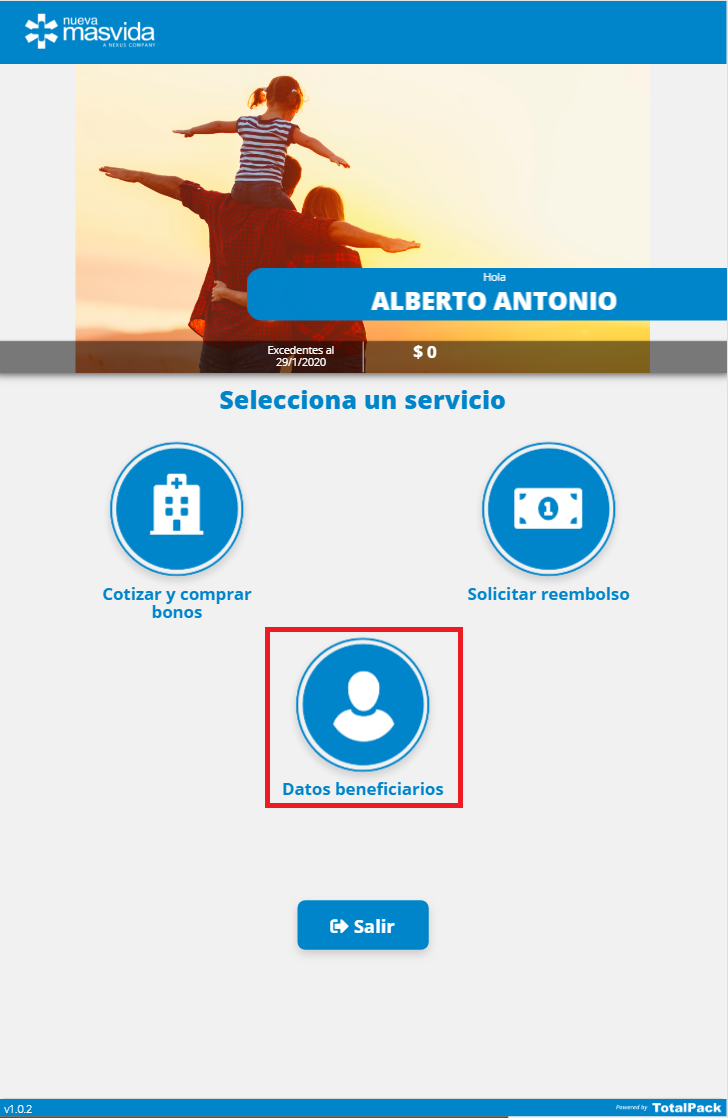 nueva
masvida
A NEXUS COMPANY
Hola
ALBERTO ANTONIO
Excedentes al
29/1/2020
$ 0
Selecciona un servicio
1
Cotizar y comprar
bonos
Solicitar reembolso
Datos beneficiarios
Salir
v1.0.2
Powered by TotalPack